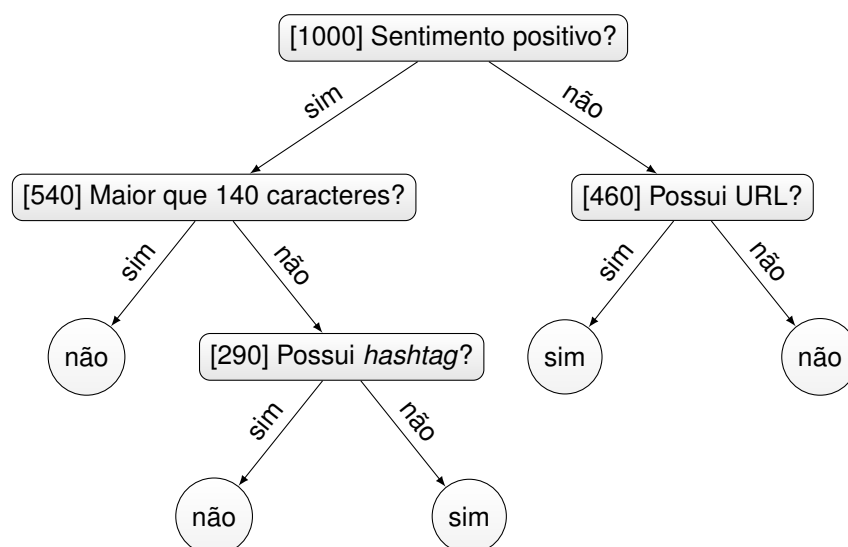 [1000] Sentimento positivo?
sim
não
[540] Maior que 140 caracteres?
[460] Possui URL?
sim
não
sim
não
não
[290] Possui hashtag?
sim
não
sim
não
não
sim